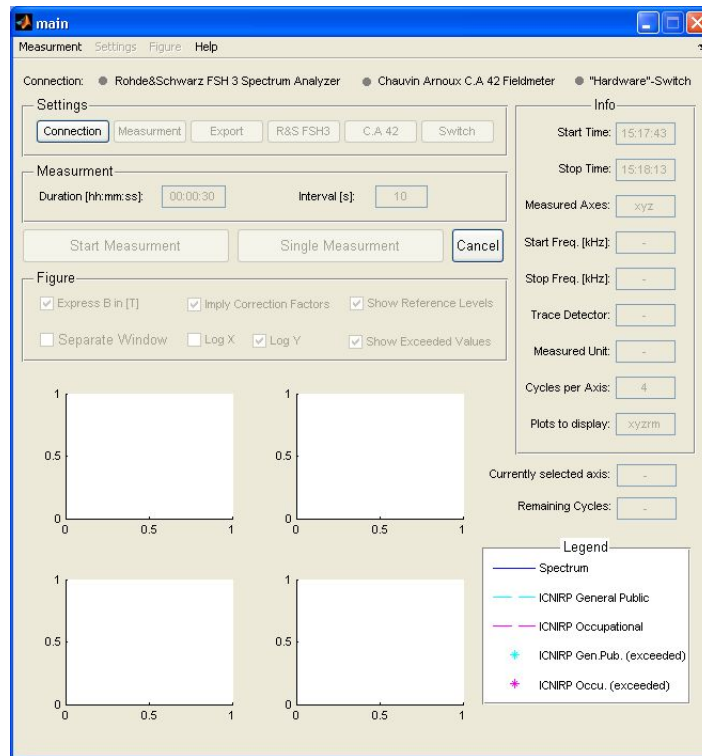 main
Measurment Settings Figure Help
Connection: Rohde&Schwarz FSH 3 Spectrum Analyzer Chauvin Arnoux C.A 42 Fieldmeter "Hardware"-Switch
Settings
Connection Measurment Export R&S FSH3 C.A 42 Switch
Measurment
Duration [hh:mm:ss]: 00:00:30 Interval [s]: 10
Start Measurment Single Measurment Cancel
Figure
Express B in [T] Imply Correction Factors Show Reference Levels
Separate Window Log X Log Y Show Exceeded Values
Info
Start Time: 15:17:43
Stop Time: 15:18:13
Measured Axes: xyz
Start Freq. [kHz]: -
Stop Freq. [kHz]: -
Trace Detector: -
Measured Unit: -
Cycles per Axis: 4
Plots to display: xyzrm
Currently selected axis: -
Remaining Cycles: -
1
0.5
0
0 0.5 1
1
0.5
0
0 0.5 1
1
0.5
0
0 0.5 1
1
0.5
0
0 0.5 1
Legend
Spectrum
ICNIRP General Public
ICNIRP Occupational
ICNIRP Gen.Pub. (exceeded)
ICNIRP Occu. (exceeded)